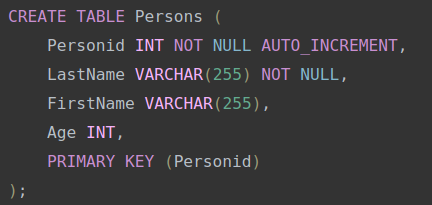 CREATE TABLE Persons (
    Personid INT NOT NULL AUTO_INCREMENT,
    LastName VARCHAR(255) NOT NULL,
    FirstName VARCHAR(255),
    Age INT,
    PRIMARY KEY (Personid)
);